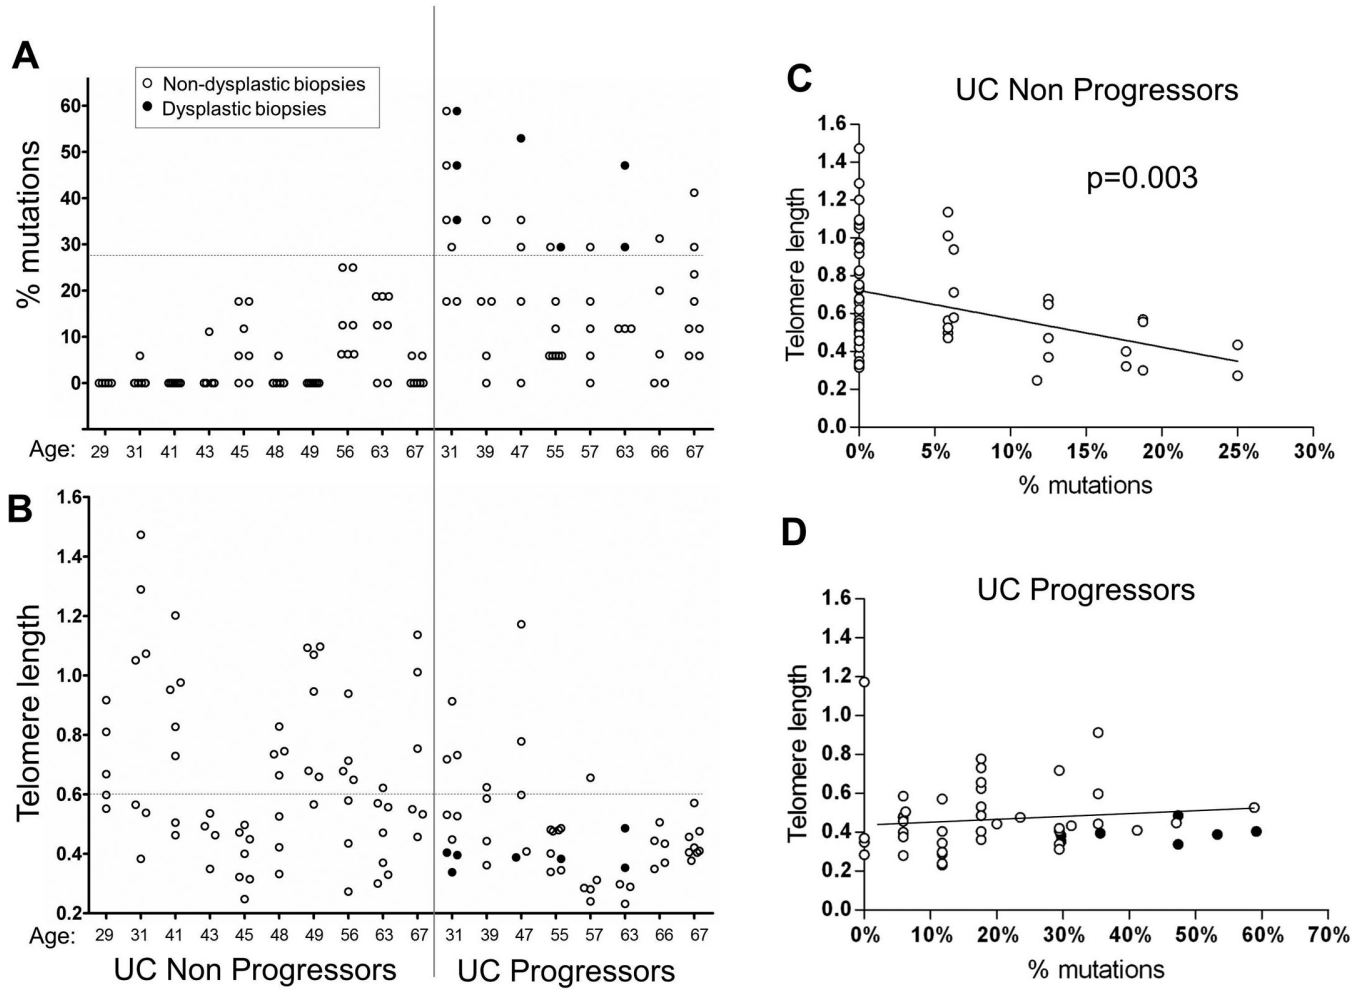 A
Non-dysplastic biopsies
Dysplastic biopsies
% mutations
60
50
40
30
20
10
0
Age: 29 31 41 43 45 48 49 56 63 67 31 39 47 55 57 63 66 67
B
Telomere length
1.6
1.4
1.2
1.0
0.8
0.6
0.4
0.2
Age: 29 31 41 43 45 48 49 56 63 67 31 39 47 55 57 63 66 67
UC Non Progressors UC Progressors
C
UC Non Progressors
p=0.003
Telomere length
1.6
1.4
1.2
1.0
0.8
0.6
0.4
0.2
0.0
0% 5% 10% 15% 20% 25% 30%
% mutations
D
UC Progressors
Telomere length
1.6
1.4
1.2
1.0
0.8
0.6
0.4
0.2
0.0
0% 10% 20% 30% 40% 50% 60% 70%
% mutations